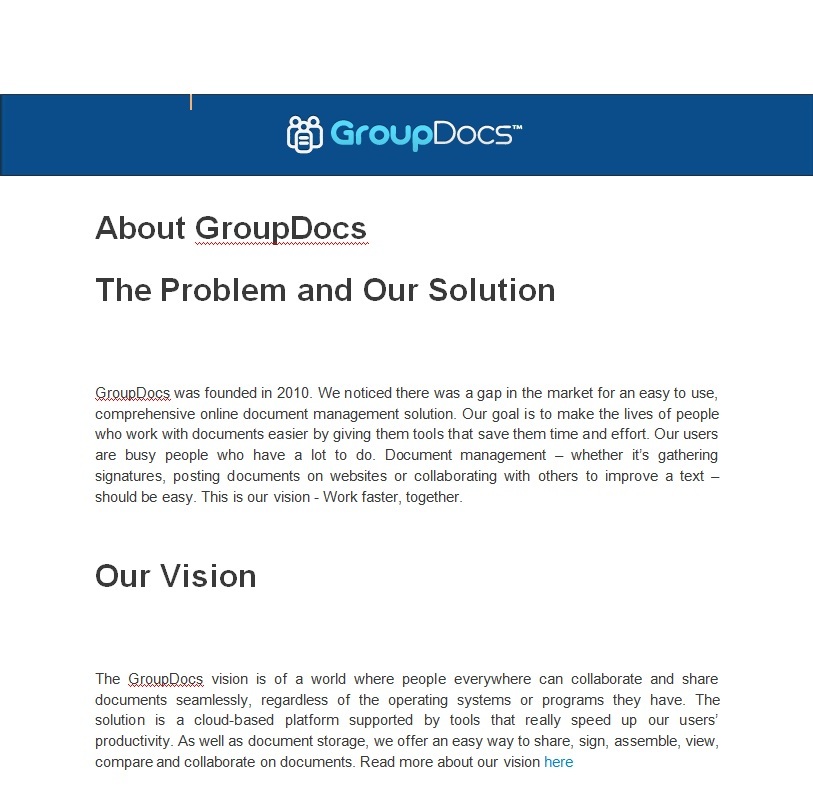 GroupDocs™
About GroupDocs
The Problem and Our Solution
GroupDocs was founded in 2010. We noticed there was a gap in the market for an easy to use,
comprehensive online document management solution. Our goal is to make the lives of people
who work with documents easier by giving them tools that save them time and effort. Our users
are busy people who have a lot to do. Document management – whether it’s gathering
signatures, posting documents on websites or collaborating with others to improve a text –
should be easy. This is our vision - Work faster, together.
Our Vision
The GroupDocs vision is of a world where people everywhere can collaborate and share
documents seamlessly, regardless of the operating systems or programs they have. The
solution is a cloud-based platform supported by tools that really speed up our users’
productivity. As well as document storage, we offer an easy way to share, sign, assemble, view,
compare and collaborate on documents. Read more about our vision here